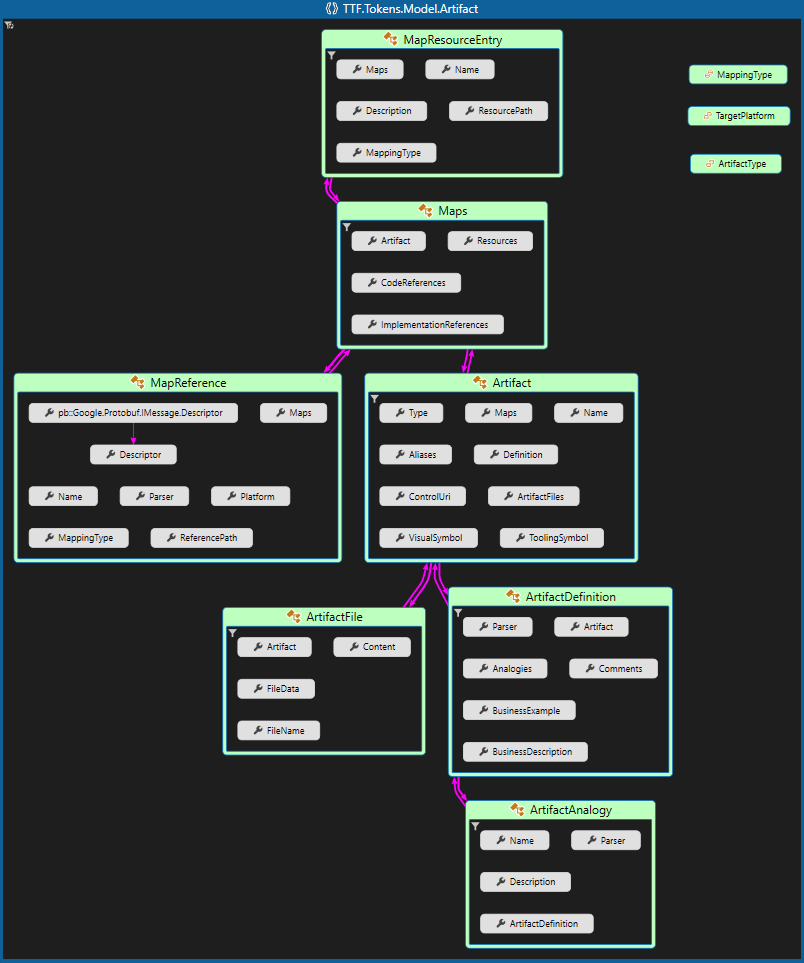 TTF.Tokens.Model.Artifact
MapResourceEntry
Maps Name
Description ResourcePath
MappingType
MappingType
TargetPlatform
ArtifactType
Maps
Artifact Resources
CodeReferences
ImplementationReferences
MapReference
pb::Google.Protobuf.IMessage.Descriptor Maps
Descriptor
Name Parser Platform
MappingType ReferencePath
Artifact
Type Maps Name
Aliases Definition
ControlUri ArtifactFiles
VisualSymbol ToolingSymbol
ArtifactFile
Artifact Content
FileData
FileName
ArtifactDefinition
Parser Artifact
Analogies Comments
BusinessExample
BusinessDescription
ArtifactAnalogy
Name Parser
Description
ArtifactDefinition